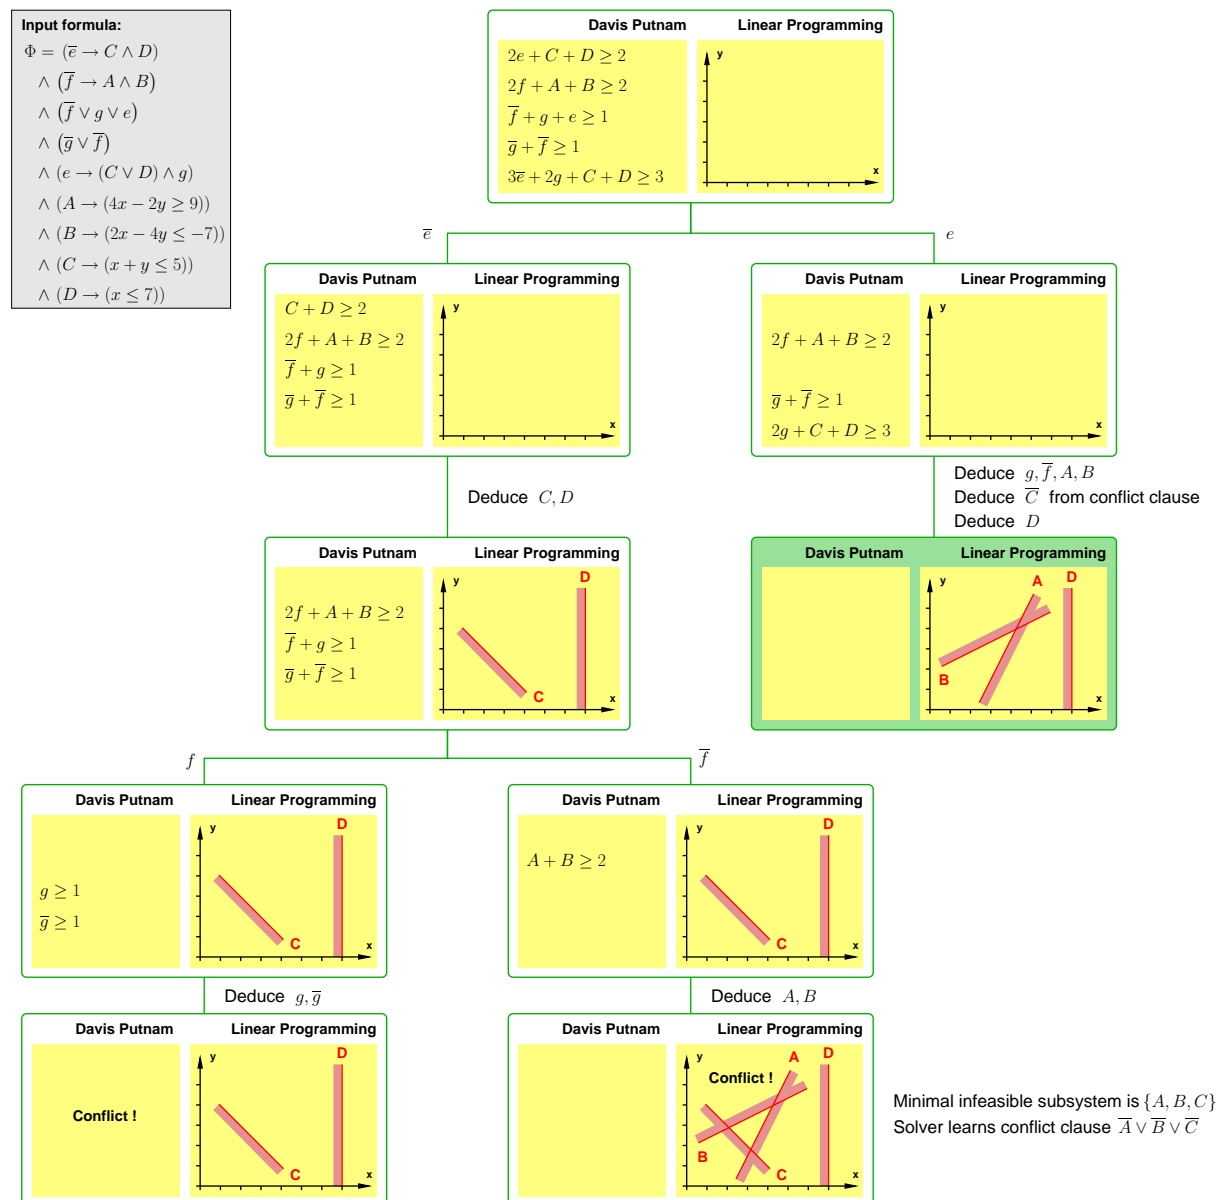 Input formula:
Φ = (e̅ → C ∧ D)
∧ (f̅ → A ∧ B)
∧ (f̅ ∨ g ∨ e)
∧ (g̅ ∨ f̅)
∧ (e → (C ∨ D) ∧ g)
∧ (A → (4x − 2y ≥ 9))
∧ (B → (2x − 4y ≤ −7))
∧ (C → (x + y ≤ 5))
∧ (D → (x ≤ 7))
Davis Putnam Linear Programming
2e + C + D ≥ 2
2f + A + B ≥ 2
f̅ + g + e ≥ 1
g̅ + f̅ ≥ 1
3e̅ + 2g + C + D ≥ 3
y
x
e̅
e
Davis Putnam Linear Programming
C + D ≥ 2
2f + A + B ≥ 2
f̅ + g ≥ 1
g̅ + f̅ ≥ 1
y
x
Davis Putnam Linear Programming
2f + A + B ≥ 2
g̅ + f̅ ≥ 1
2g + C + D ≥ 3
y
x
Deduce C, D
Deduce g, f̅, A, B
Deduce C̅ from conflict clause
Deduce D
Davis Putnam Linear Programming
2f + A + B ≥ 2
f̅ + g ≥ 1
g̅ + f̅ ≥ 1
y
D
C
x
Davis Putnam Linear Programming
y
A
D
B
x
f
f̅
Davis Putnam Linear Programming
g ≥ 1
g̅ ≥ 1
y
D
C
x
Davis Putnam Linear Programming
A + B ≥ 2
y
D
C
x
Deduce g, g̅
Deduce A, B
Davis Putnam Linear Programming
Conflict !
y
D
C
x
Davis Putnam Linear Programming
y
A
D
Conflict !
B
C
x
Minimal infeasible subsystem is {A, B, C}
Solver learns conflict clause A̅ ∨ B̅ ∨ C̅